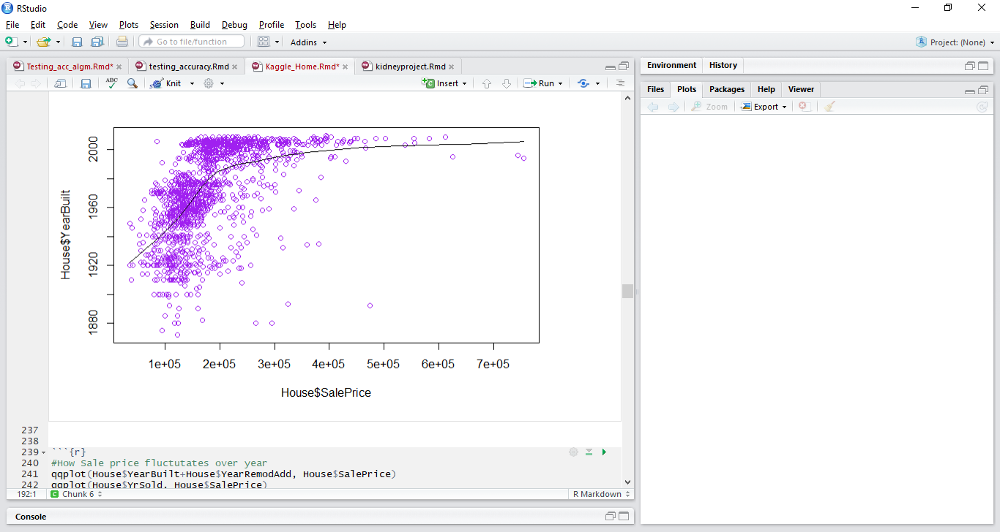 RStudio
File Edit Code View Plots Session Build Debug Profile Tools Help
Go to file/function Addins Project: (None)
Testing_acc_algm.Rmd* testing_accuracy.Rmd Kaggle_Home.Rmd* kidneyproject.Rmd
ABC Knit Insert Run
Environment History
Files Plots Packages Help Viewer
Zoom Export
2000
1960
1920
1880
House$YearBuilt
1e+05 2e+05 3e+05 4e+05 5e+05 6e+05 7e+05
House$SalePrice
237
238
239 ```{r}
240 #How Sale price fluctutates over year
241 qqplot(House$YearBuilt+House$YearRemodAdd, House$SalePrice)
242 qqplot(House$YrSold, House$SalePrice)
192:1 C Chunk 6 R Markdown
Console